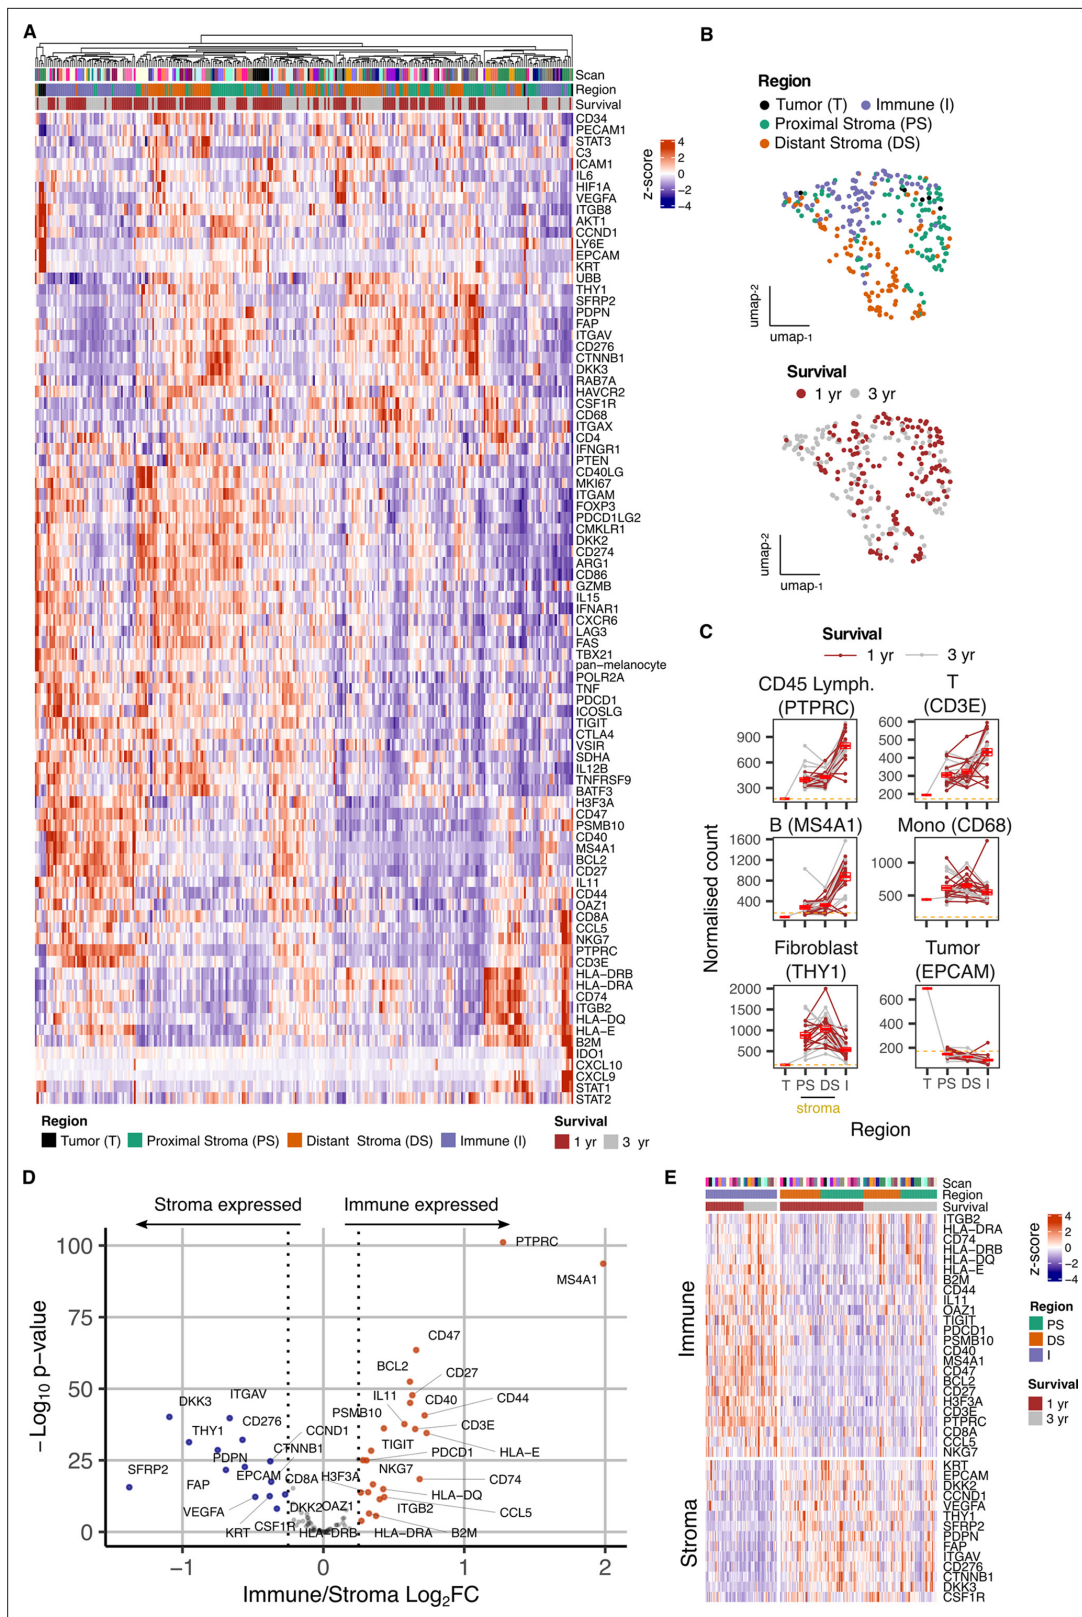 A
Scan
Region
Survival
CD34
PECAM1
STAT3
C3
ICAM1
IL6
HIF1A
VEGFA
ITGB8
AKT1
CCND1
LY6E
EPCAM
KRT
UBB
THY1
SFRP2
PDPN
FAP
ITGAV
CD276
CTNNB1
DKK3
RAB7A
HAVCR2
CSF1R
CD68
ITGAX
CD4
IFNGR1
PTEN
CD40LG
MKI67
ITGAM
FOXP3
PDCD1LG2
CMKLR1
DKK2
CD274
ARG1
CD86
GZMB
IL15
IFNAR1
CXCR6
LAG3
FAS
TBX21
pan-melanocyte
POLR2A
TNF
PDCD1
ICOSLG
TIGIT
CTLA4
VSIR
SDHA
IL12B
TNFRSF9
BATF3
H3F3A
CD47
PSMB10
CD40
MS4A1
BCL2
CD27
IL11
CD44
OAZ1
CD8A
CCL5
NKG7
PTPRC
CD3E
HLA-DRB
HLA-DRA
CD74
ITGB2
HLA-DQ
HLA-E
B2M
IDO1
CXCL10
CXCL9
STAT1
STAT2
z-score
4
2
0
-2
-4
Region
Tumor (T) Proximal Stroma (PS) Distant Stroma (DS) Immune (I)
Survival
1 yr 3 yr
B
Region
Tumor (T) Immune (I)
Proximal Stroma (PS)
Distant Stroma (DS)
umap-2
umap-1
Survival
1 yr 3 yr
umap-2
umap-1
C
Survival
1 yr 3 yr
Normalised count
CD45 Lymph.
(PTPRC)
900
600
300
T
(CD3E)
600
500
400
300
200
B (MS4A1)
1600
1200
800
400
Mono (CD68)
1000
500
Fibroblast
(THY1)
2000
1500
1000
500
T PS DS I
stroma
Tumor
(EPCAM)
600
200
T PS DS I
Region
D
Stroma expressed
Immune expressed
− Log10 p−value
100
75
50
25
0
PTPRC
MS4A1
CD47
BCL2
CD27
IL11
CD40
CD44
PSMB10
CD3E
HLA-E
TIGIT
PDCD1
NKG7
CD74
H3F3A
CD8A
HLA-DQ
ITGB2
CCL5
OAZ1
HLA-DRB
HLA-DRA
B2M
DKK3
ITGAV
THY1
CD276
CCND1
PDPN
CTNNB1
SFRP2
FAP
EPCAM
VEGFA
KRT
CSF1R
DKK2
−1
0
1
2
Immune/Stroma Log2FC
E
Scan
Region
Survival
Immune
ITGB2
HLA-DRA
CD74
HLA-DRB
HLA-DQ
HLA-E
B2M
CD44
IL11
OAZ1
TIGIT
PDCD1
PSMB10
CD40
MS4A1
CD47
BCL2
CD27
H3F3A
CD3E
PTPRC
CD8A
CCL5
NKG7
Stroma
KRT
EPCAM
DKK2
CCND1
VEGFA
THY1
SFRP2
PDPN
FAP
ITGAV
CD276
CTNNB1
DKK3
CSF1R
z-score
4
2
0
−2
−4
Region
PS
DS
I
Survival
1 yr
3 yr